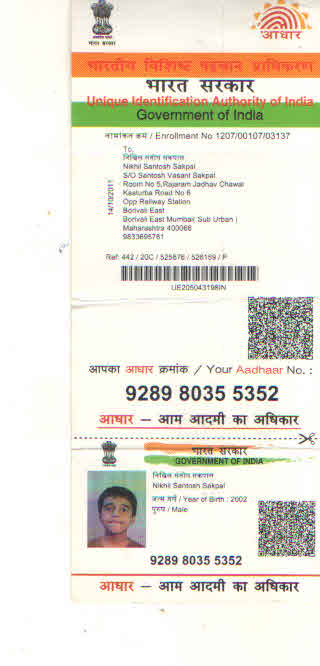 भारत सरकार
आधार
भारतीय विशिष्ट पहचान प्राधिकरण
भारत सरकार
Unique Identification Authority of India
Government of India
नामांकन क्रम / Enrollment No 1207/00107/03137
To,
निखिल संतोष सकपाल
Nikhil Santosh Sakpal
S/O Santosh Vasant Sakpal
Room No 5,Rajaram Jadhav Chawal
Kasturba Road No 6
Opp Reilway Station
Borivali East
Borivali East Mumbai( Sub Urban )
Maharashtra 400066
9833695761
14/10/2011
Ref: 442 / 20C / 525676 / 526169 / P
UE205043198IN
आपका आधार क्रमांक / Your Aadhaar No. :
9289 8035 5352
आधार – आम आदमी का अधिकार
भारत सरकार
GOVERNMENT OF INDIA
निखिल संतोष सकपाल
Nikhil Santosh Sakpal
जन्म वर्ष / Year of Birth : 2002
पुरुष / Male
9289 8035 5352
आधार – आम आदमी का अधिकार